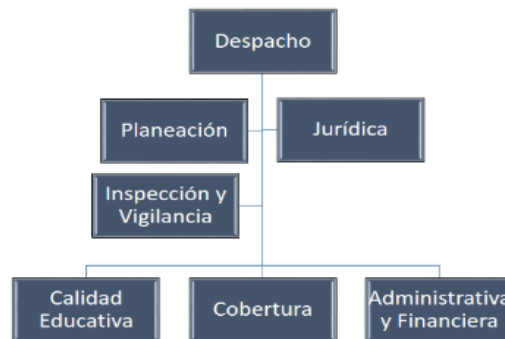 Despacho
Planeación
Jurídica
Inspección y
Vigilancia
Calidad
Educativa
Cobertura
Administrativa
y Financiera